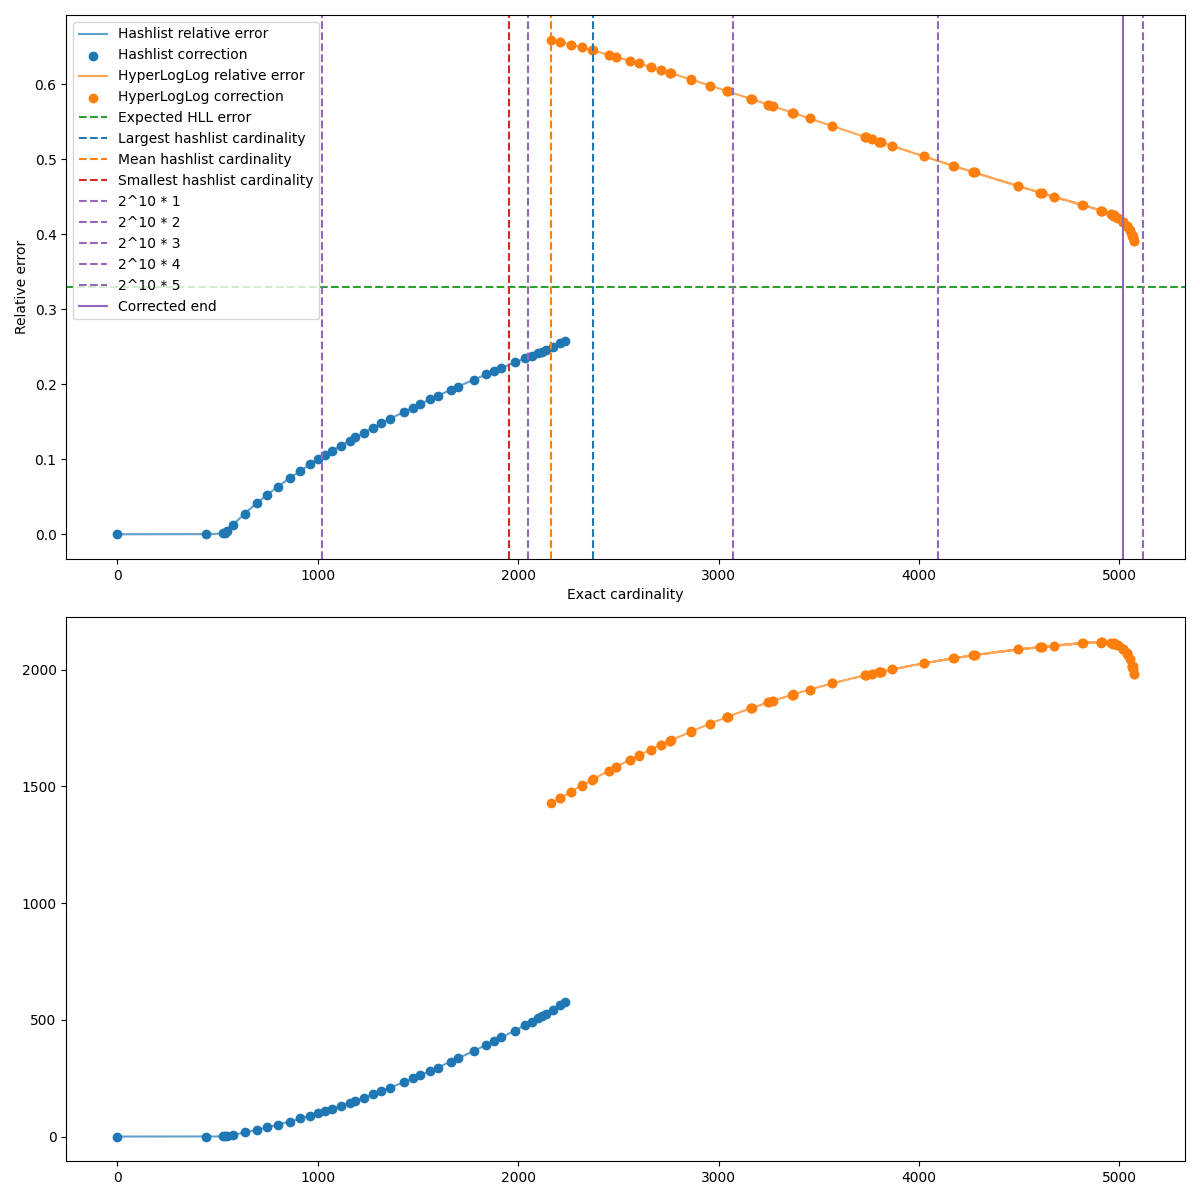 Hashlist relative error
Hashlist correction
HyperLogLog relative error
HyperLogLog correction
Expected HLL error
Largest hashlist cardinality
Mean hashlist cardinality
Smallest hashlist cardinality
2^10 * 1
2^10 * 2
2^10 * 3
2^10 * 4
2^10 * 5
Corrected end
Relative error
0.6
0.5
0.4
0.3
0.2
0.1
0.0
0 1000 2000 3000 4000 5000
Exact cardinality
2000
1500
1000
500
0
0 1000 2000 3000 4000 5000